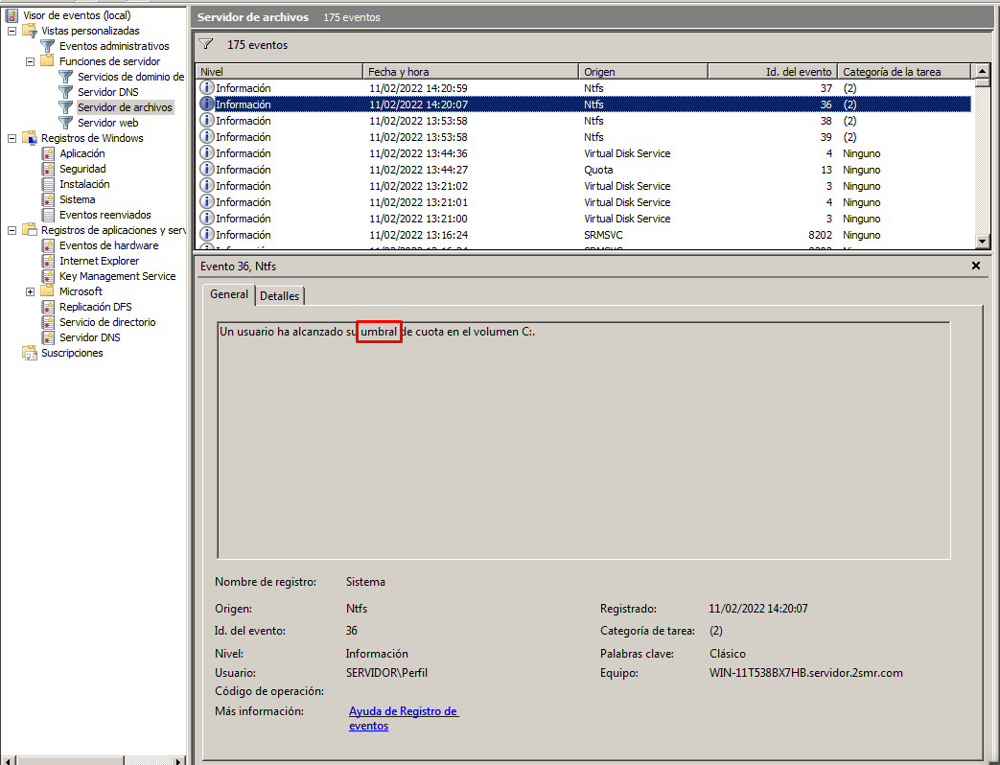 Visor de eventos (local)
Vistas personalizadas
Eventos administrativos
Funciones de servidor
Servicios de dominio de
Servidor DNS
Servidor de archivos
Servidor web
Registros de Windows
Aplicación
Seguridad
Instalación
Sistema
Eventos reenviados
Registros de aplicaciones y serv
Eventos de hardware
Internet Explorer
Key Management Service
Microsoft
Replicación DFS
Servicio de directorio
Servidor DNS
Suscripciones
Servidor de archivos 175 eventos
175 eventos
Nivel Fecha y hora Origen Id. del evento Categoría de la tarea
Información 11/02/2022 14:20:59 Ntfs 37 (2)
Información 11/02/2022 14:20:07 Ntfs 36 (2)
Información 11/02/2022 13:53:58 Ntfs 38 (2)
Información 11/02/2022 13:53:58 Ntfs 39 (2)
Información 11/02/2022 13:44:36 Virtual Disk Service 4 Ninguno
Información 11/02/2022 13:44:27 Quota 13 Ninguno
Información 11/02/2022 13:21:02 Virtual Disk Service 3 Ninguno
Información 11/02/2022 13:21:01 Virtual Disk Service 4 Ninguno
Información 11/02/2022 13:21:00 Virtual Disk Service 3 Ninguno
Información 11/02/2022 13:16:24 SRMSVC 8202 Ninguno
Evento 36, Ntfs
General Detalles
Un usuario ha alcanzado su umbral de cuota en el volumen C:.
Nombre de registro: Sistema
Origen: Ntfs Registrado: 11/02/2022 14:20:07
Id. del evento: 36 Categoría de tarea: (2)
Nivel: Información Palabras clave: Clásico
Usuario: SERVIDOR\Perfil Equipo: WIN-11T538BX7HB.servidor.2smr.com
Código de operación:
Más información: Ayuda de Registro de
eventos